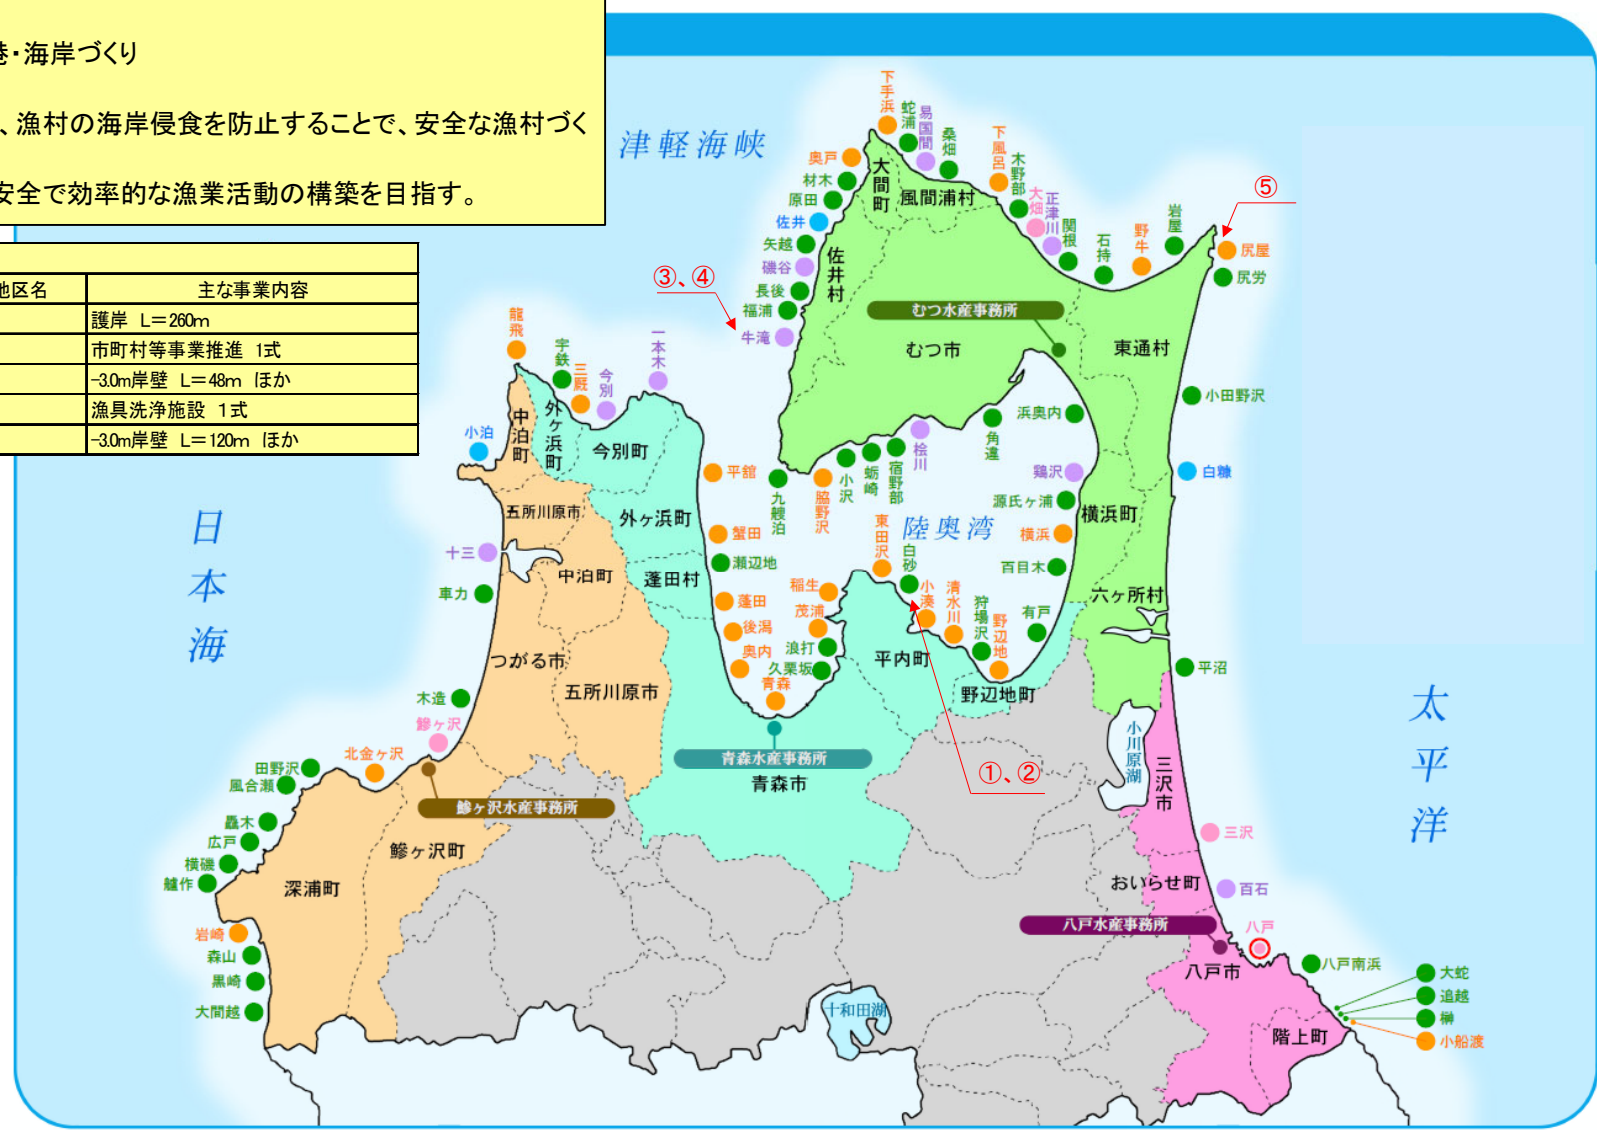 港・海岸づくり
、漁村の海岸侵食を防止することで、安全な漁村づく
安全で効率的な漁業活動の構築を目指す。
地区名 主な事業内容
護岸 L=260m
市町村等事業推進 1式
-3.0m岸壁 L=48m ほか
漁具洗浄施設 1式
-3.0m岸壁 L=120m ほか
津軽海峡
日本海
陸奥湾
太平洋
①、②
③、④
⑤
下手浜
蛇浦
易国間
桑畑
下風呂
木野部
大畑
正津川
関根
石持
野牛
岩屋
尻屋
尻労
奥戸
材木
原田
佐井
矢越
磯谷
長後
福浦
牛滝
大間町
風間浦村
佐井村
むつ水産事務所
むつ市
東通村
小田野沢
白糠
龍飛
宇鉄
三厩
今別
一本木
小泊
中泊町
外ヶ浜町
今別町
平舘
九艘泊
脇野沢
小沢
蛎崎
宿野部
桧川
角違
浜奥内
鶏沢
源氏ヶ浦
横浜
百目木
有戸
横浜町
六ヶ所村
五所川原市
外ヶ浜町
蟹田
瀬辺地
十三
車力
中泊町
蓬田村
蓬田
後潟
奥内
青森
稲生
茂浦
浪打
久栗坂
東田沢
白砂
小湊
清水川
狩場沢
野辺地
平内町
野辺地町
平沼
つがる市
五所川原市
木造
鰺ヶ沢
北金ヶ沢
田野沢
風合瀬
驫木
広戸
横磯
艫作
岩崎
森山
黒崎
大間越
鰺ヶ沢水産事務所
鰺ヶ沢町
深浦町
青森水産事務所
青森市
小川原湖
三沢市
三沢
おいらせ町
百石
八戸水産事務所
八戸
八戸市
八戸南浜
大蛇
追越
榊
小船渡
階上町
十和田湖